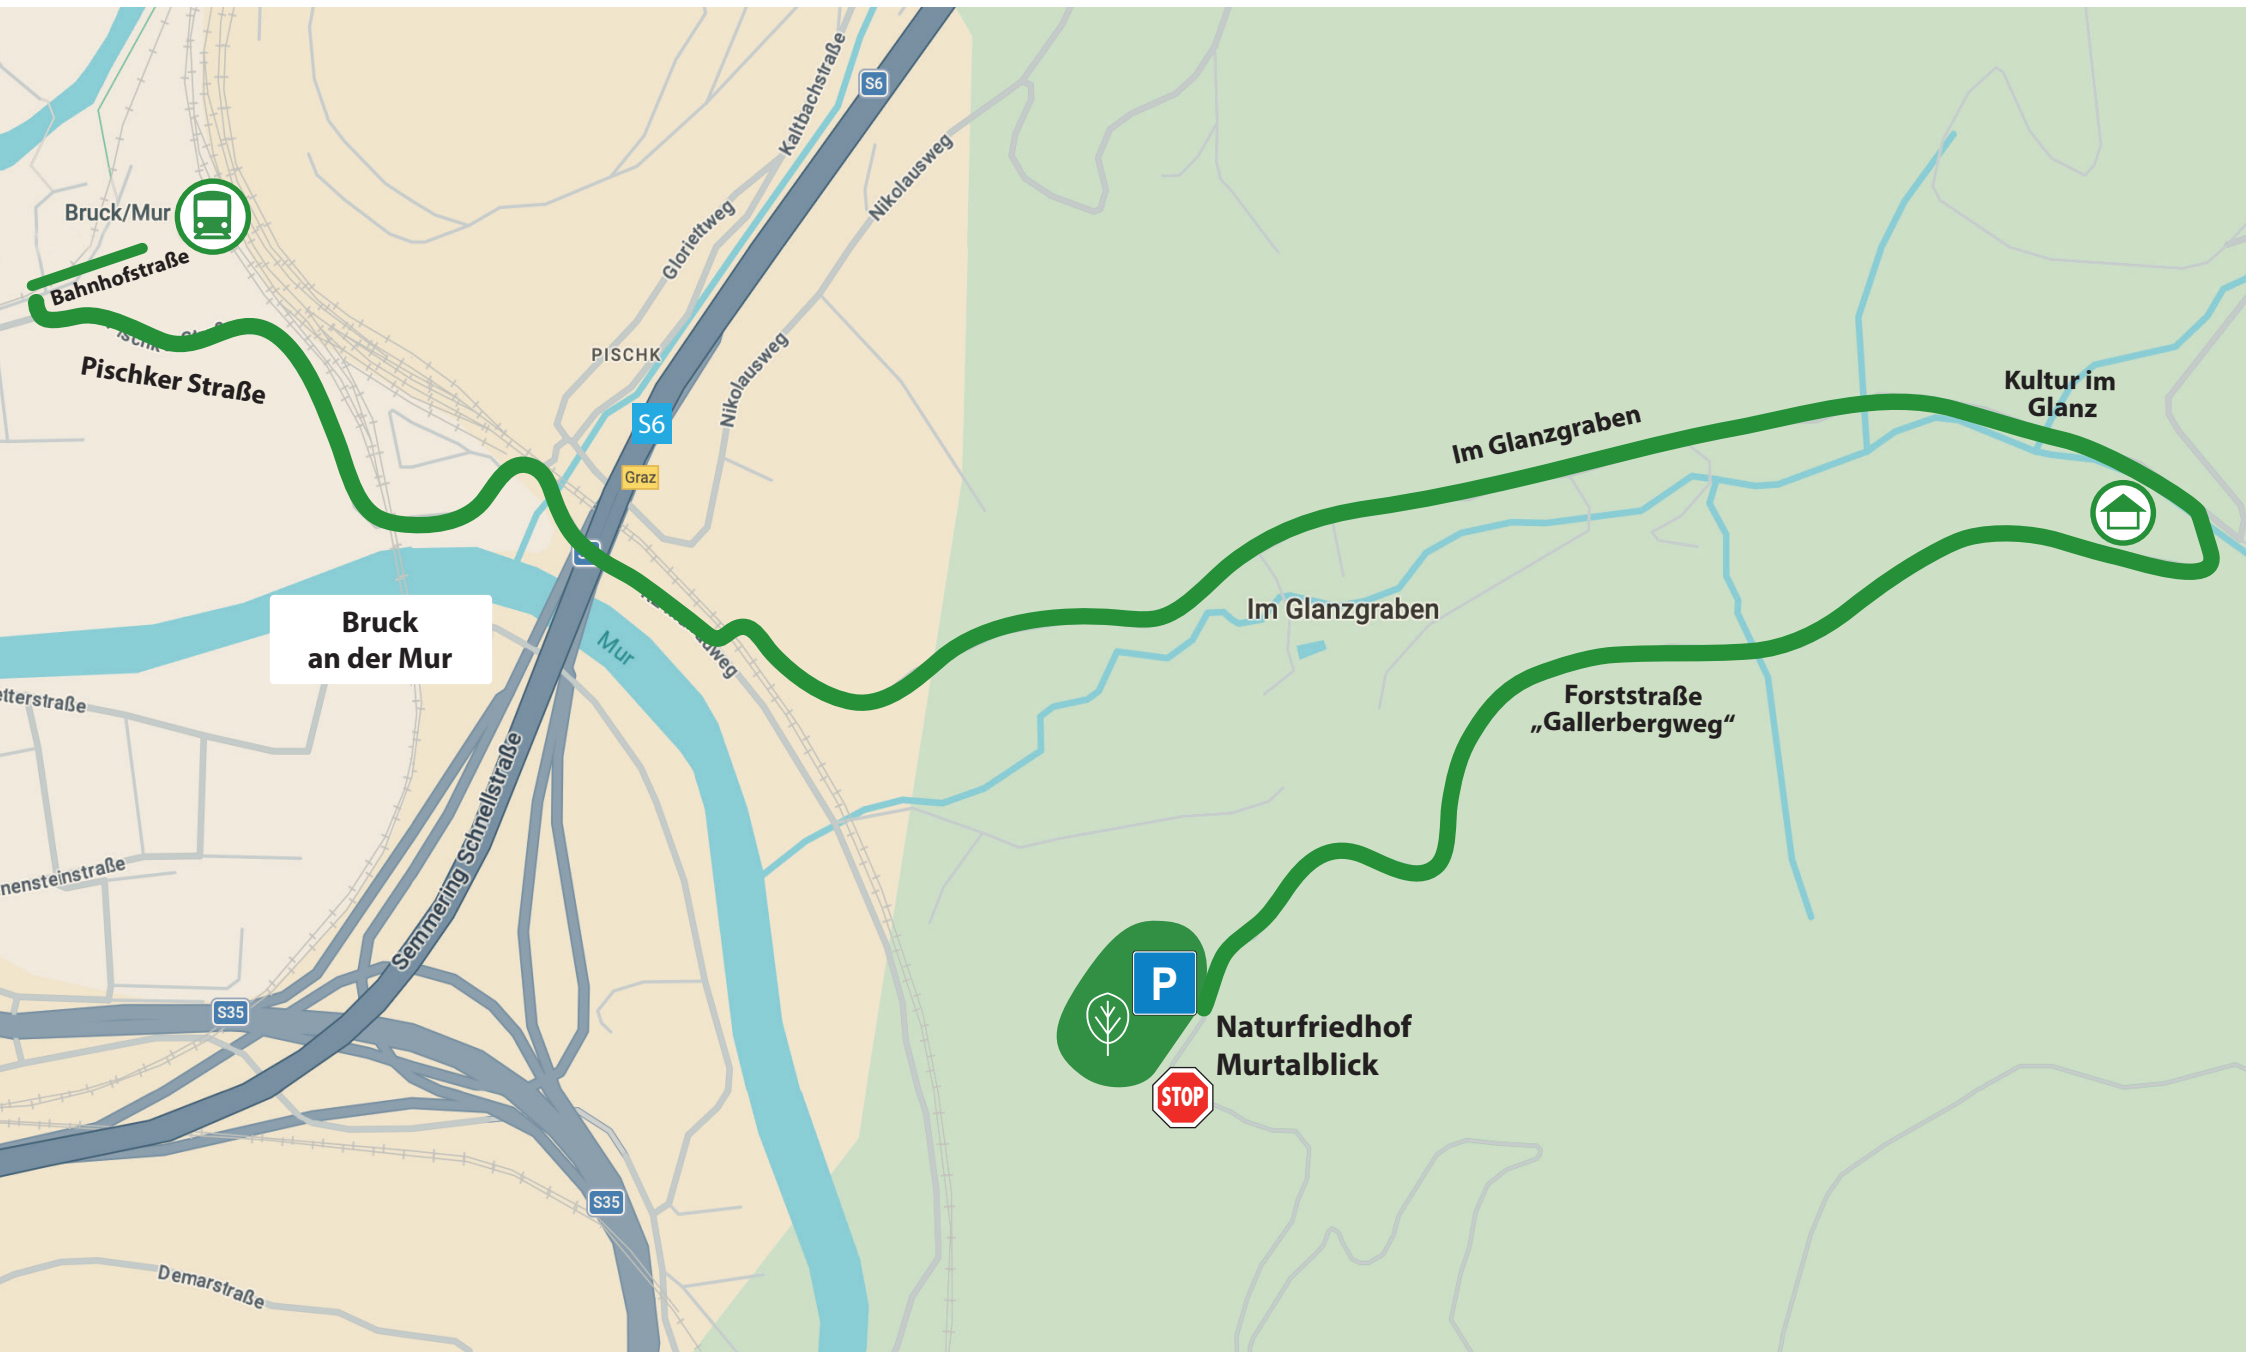 S6
Kaltbachstraße
Nikolausweg
Gloriettweg
Bruck/Mur
Bahnhofstraße
Pischker Straße
PISCHK
Nikolausweg
S6
Graz
Kultur im
Glanz
Im Glanzgraben
Im Glanzgraben
Bruck
an der Mur
Mur
Forststraße
„Gallerbergweg“
Semmering Schnellstraße
P
S35
Naturfriedhof
Murtalblick
STOP
S35
Demarstraße